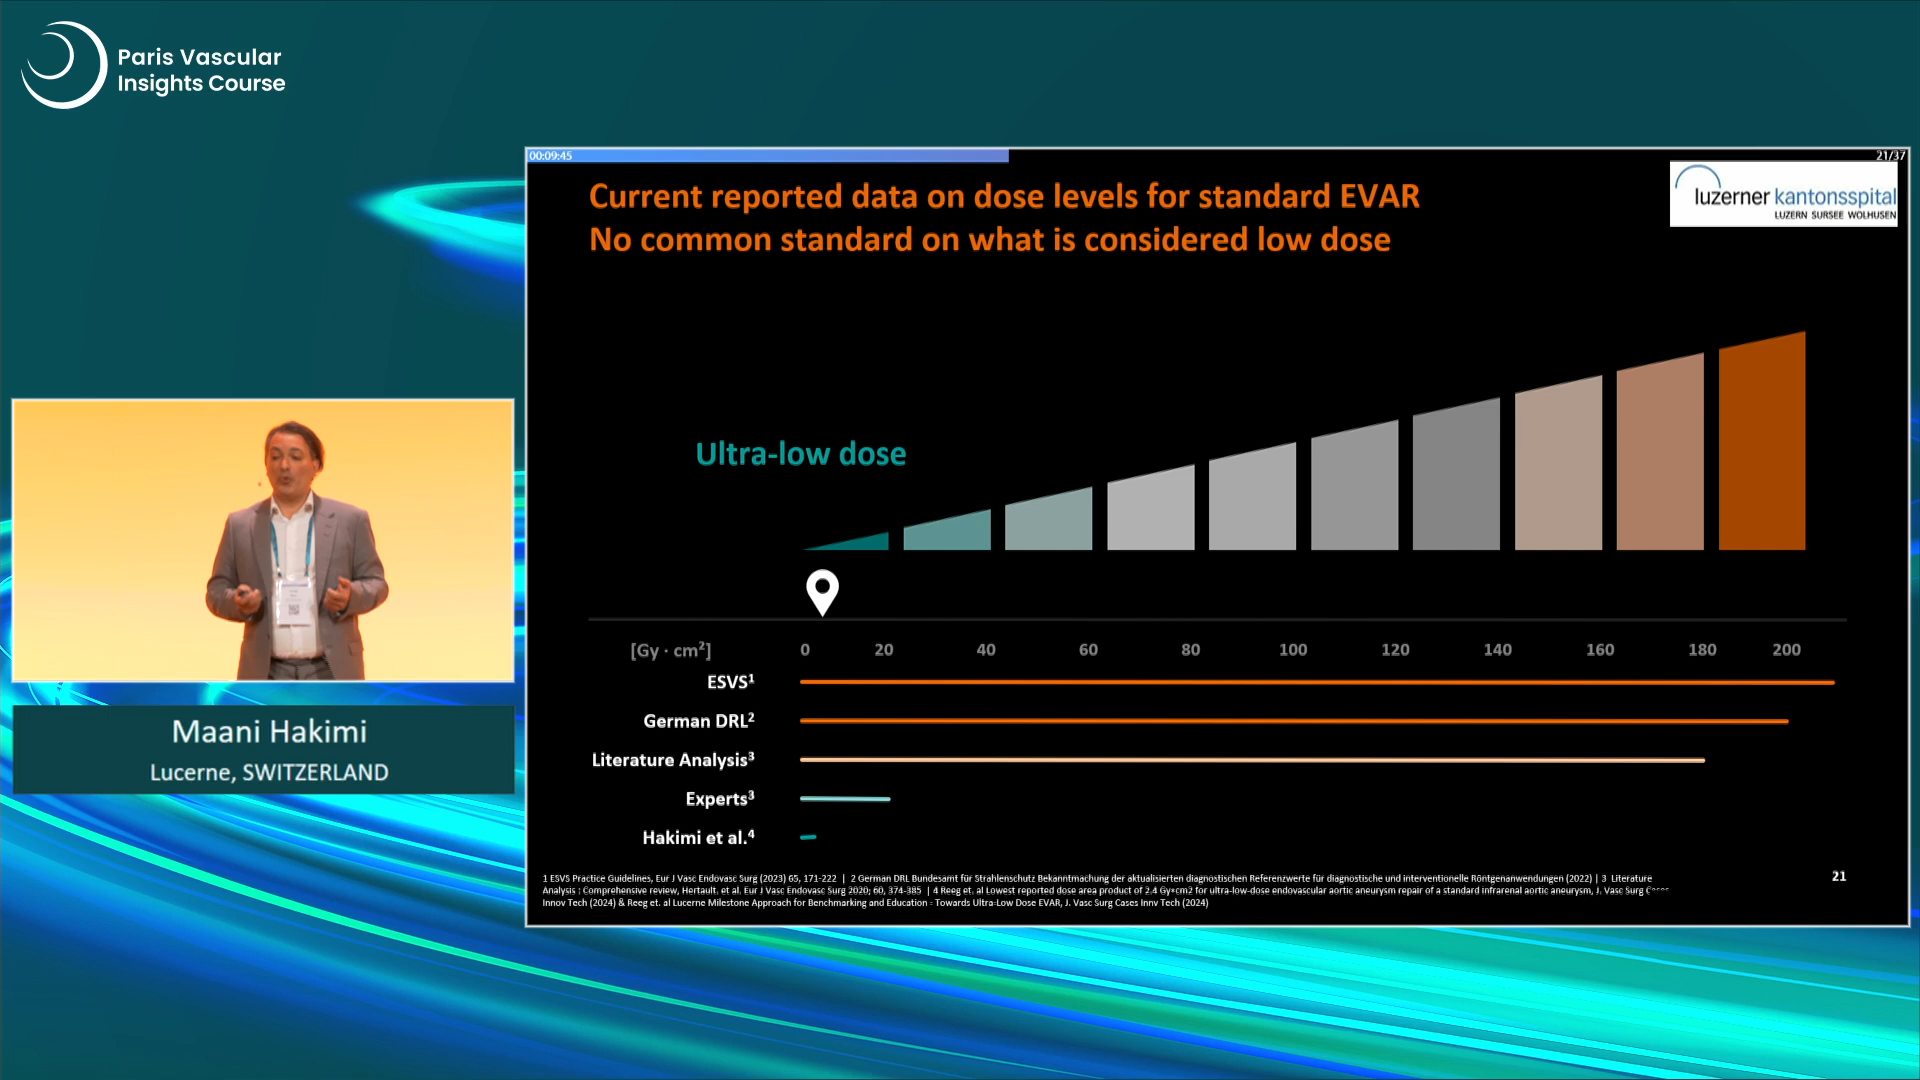 Paris Vascular
Insights Course
00:09:45
21/37
Current reported data on dose levels for standard EVAR
No common standard on what is considered low dose
luzerner kantonsspital
LUZERN SURSEE WOLHUSEN
Ultra-low dose
[Gy · cm²] 0 20 40 60 80 100 120 140 160 180 200
ESVS¹
German DRL²
Literature Analysis³
Experts³
Hakimi et al.⁴
1 ESVS Practice Guidelines, Eur J Vasc Endovasc Surg (2023) 65, 171-222 | 2 German DRL Bundesamt für Strahlenschutz Bekanntmachung der aktualisierten diagnostischen Referenzwerte für diagnostische und interventionelle Röntgenanwendungen (2022) | 3 Literature
Analysis : Comprehensive review, Hertault. et al. Eur J Vasc Endovasc Surg 2020; 60, 374-385 | 4 Reeg et. al Lowest reported dose area product of 2.4 Gy*cm2 for ultra-low-dose endovascular aortic aneurysm repair of a standard infrarenal aortic aneurysm, J. Vasc Surg Cases
Innov Tech (2024) & Reeg et. al Lucerne Milestone Approach for Benchmarking and Education - Towards Ultra-Low Dose EVAR, J. Vasc Surg Cases Innv Tech (2024)
21
Maani Hakimi
Lucerne, SWITZERLAND